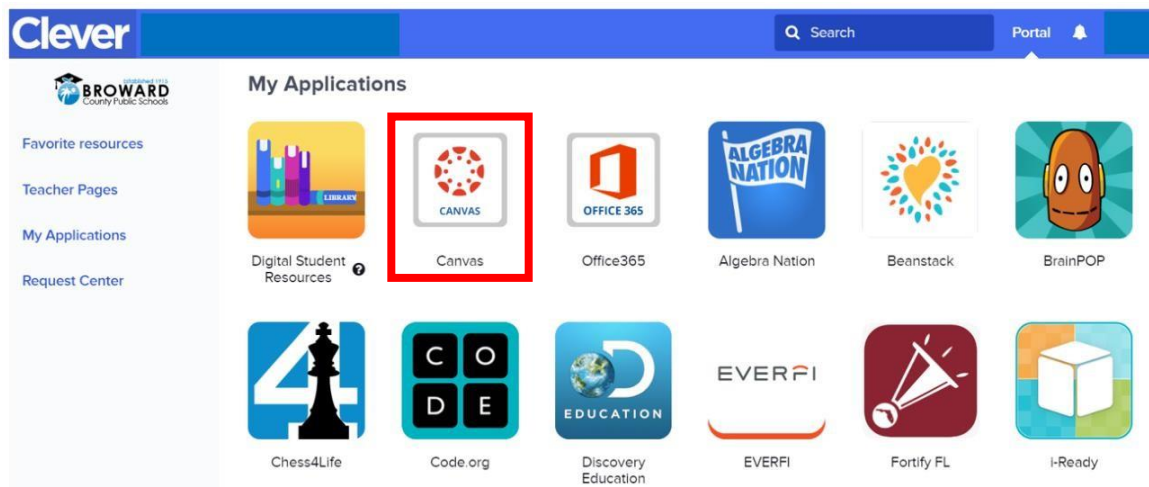 Clever
Search
Portal
ESTABLISHED 1915
BROWARD
County Public Schools
Favorite resources
Teacher Pages
My Applications
Request Center
My Applications
LIBRARY
CANVAS
OFFICE 365
ALGEBRA
NATION
Digital Student
Resources
?
Canvas
Office365
Algebra Nation
Beanstack
BrainPOP
4
C O
D E
D
EDUCATION
EVERFI
Chess4Life
Code.org
Discovery
Education
EVERFI
Fortify FL
i-Ready